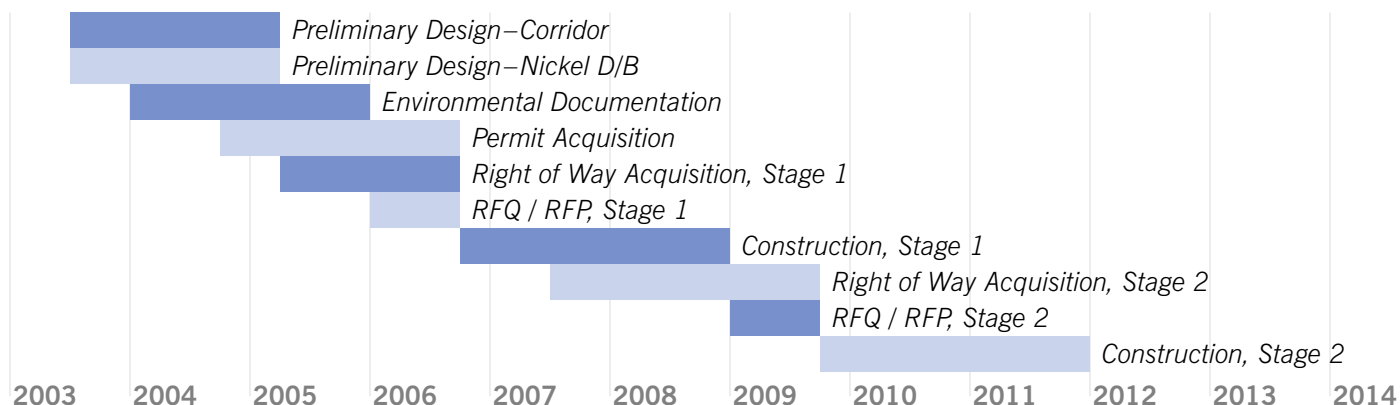 Preliminary Design–Corridor
Preliminary Design–Nickel D/B
Environmental Documentation
Permit Acquisition
Right of Way Acquisition, Stage 1
RFQ / RFP, Stage 1
Construction, Stage 1
Right of Way Acquisition, Stage 2
RFQ / RFP, Stage 2
Construction, Stage 2
2003 2004 2005 2006 2007 2008 2009 2010 2011 2012 2013 2014